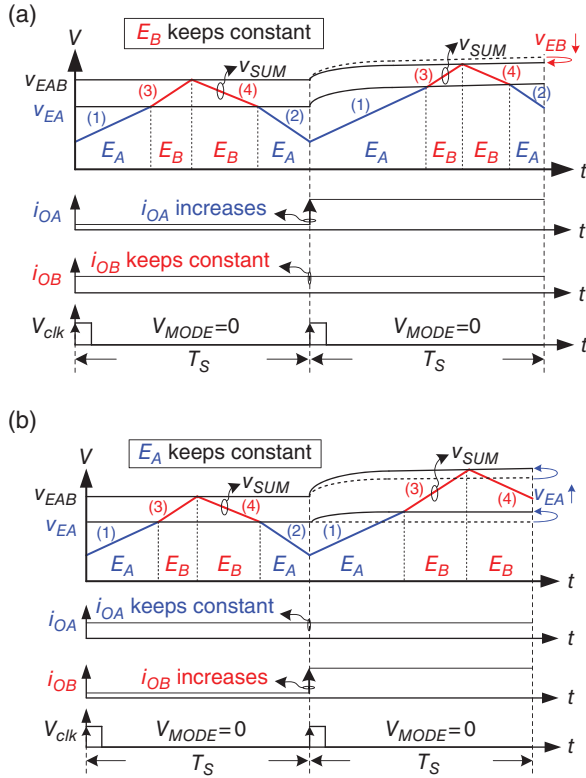 (a)
V
E_B keeps constant
v_EB ↓
v_SUM
v_EAB
v_EA
(1) (3) (4) (2) (1) (3) (4) (2)
E_A E_B E_B E_A E_A E_B E_B E_A
t
i_OA
i_OA increases
t
i_OB
i_OB keeps constant
t
V_clk
V_MODE=0 V_MODE=0
t
T_S T_S
(b)
V
E_A keeps constant
v_SUM
v_EAB
v_EA
v_EA ↑
(1) (3) (4) (2) (1) (3) (4)
E_A E_B E_B E_A E_A E_B E_B
t
i_OA
i_OA keeps constant
t
i_OB
i_OB increases
t
V_clk
V_MODE=0 V_MODE=0
t
T_S T_S